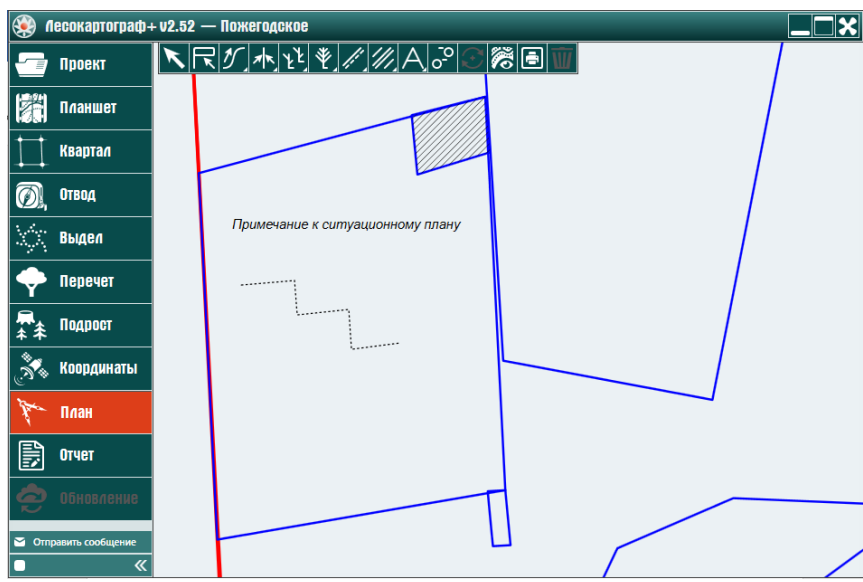 Лесокартограф+ v2.52 — Пожегодское
Проект
Планшет
Квартал
Отвод
Выдел
Перечет
Подрост
Координаты
План
Отчет
Обновление
Отправить сообщение
Примечание к ситуационному плану